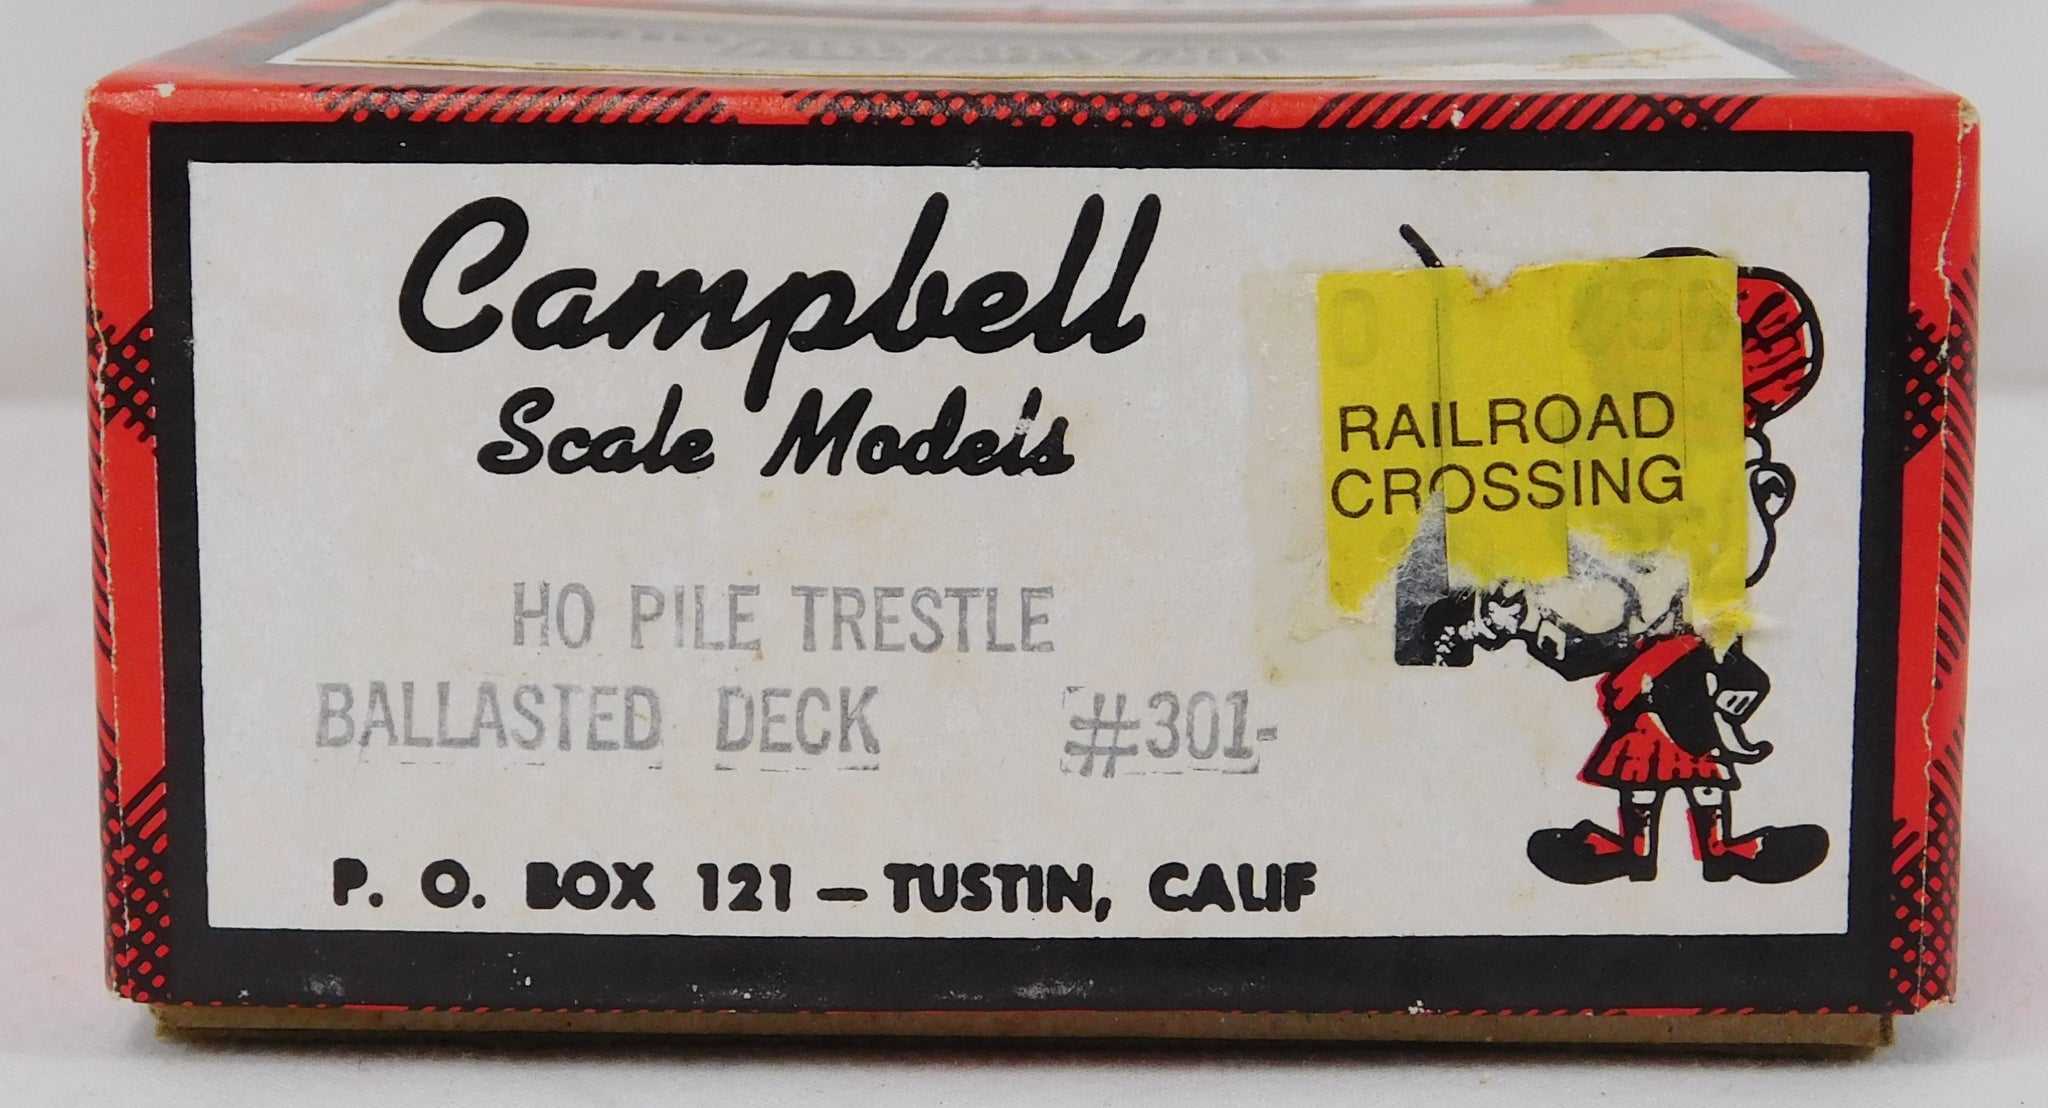 Campbell
Scale Models
RAILROAD
CROSSING
HO PILE TRESTLE
BALLASTED DECK #301-
P. O. BOX 121 — TUSTIN, CALIF